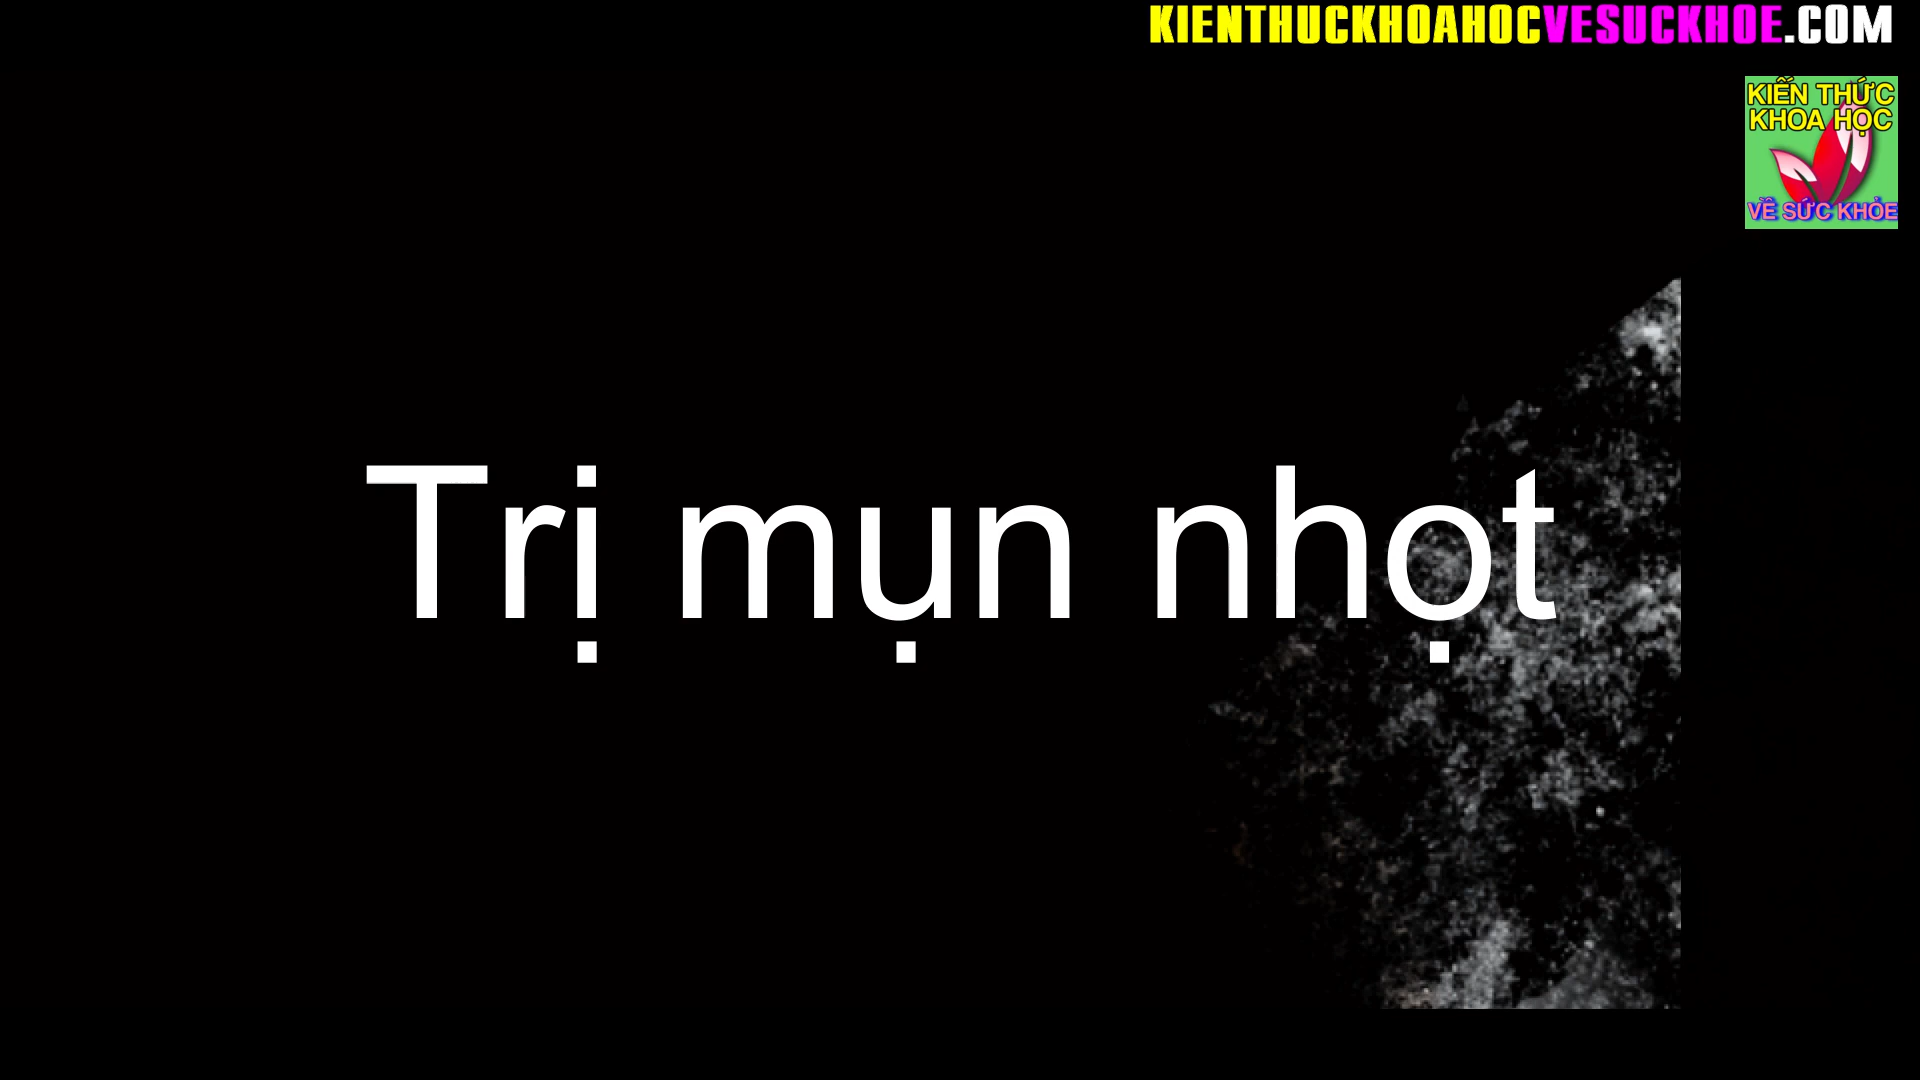 KIENTHUCKHOAHOCVESUCKHOE.COM
KIẾN THỨC
KHOA HỌC
VỀ SỨC KHỎE
Trị mụn nhọt